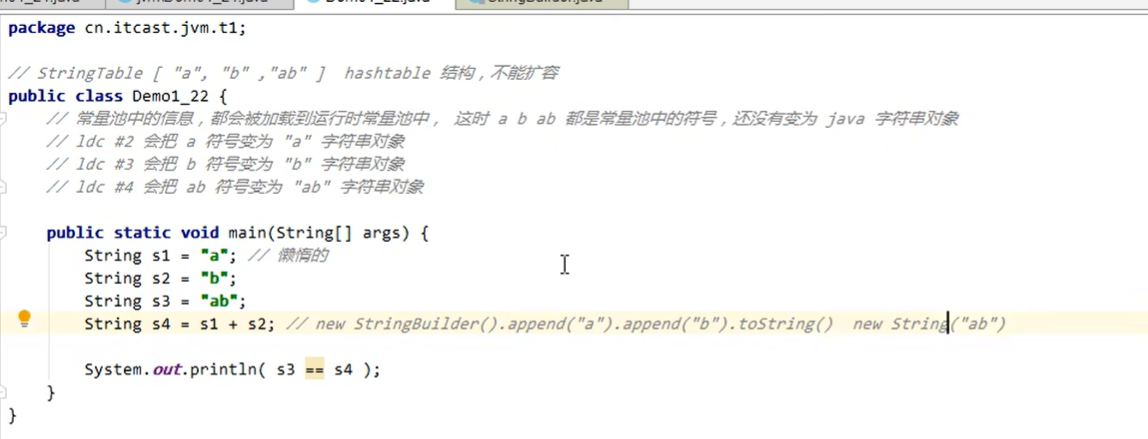 StringBuilder.java
package cn.itcast.jvm.t1;
// StringTable [ "a", "b" ,"ab" ]  hashtable 结构，不能扩容
public class Demo1_22 {
// 常量池中的信息，都会被加载到运行时常量池中， 这时 a b ab 都是常量池中的符号，还没有变为 java 字符串对象
// ldc #2 会把 a 符号变为 "a" 字符串对象
// ldc #3 会把 b 符号变为 "b" 字符串对象
// ldc #4 会把 ab 符号变为 "ab" 字符串对象
public static void main(String[] args) {
String s1 = "a"; // 懒惰的
String s2 = "b";
String s3 = "ab";
String s4 = s1 + s2; // new StringBuilder().append("a").append("b").toString()  new String("ab")
System.out.println( s3 == s4 );
}
}